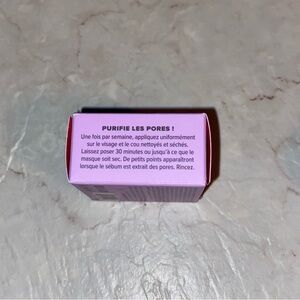 PURIFIE LES PORES !
Une fois par semaine, appliquez uniformément
sur le visage et le cou nettoyés et séchés.
Laissez poser 30 minutes ou jusqu'à ce que le
masque soit sec. De petits points apparaîtront
lorsque le sébum est extrait des pores. Rincez.